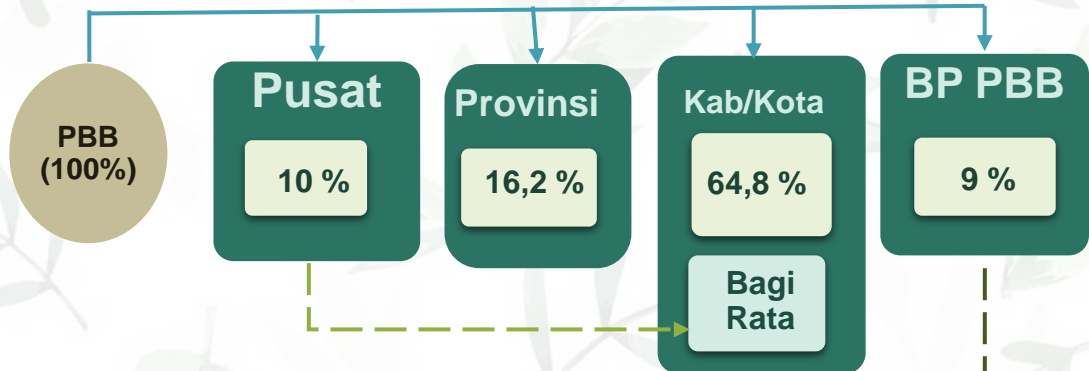 PBB
(100%)
Pusat
10 %
Provinsi
16,2 %
Kab/Kota
64,8 %
Bagi
Rata
BP PBB
9 %